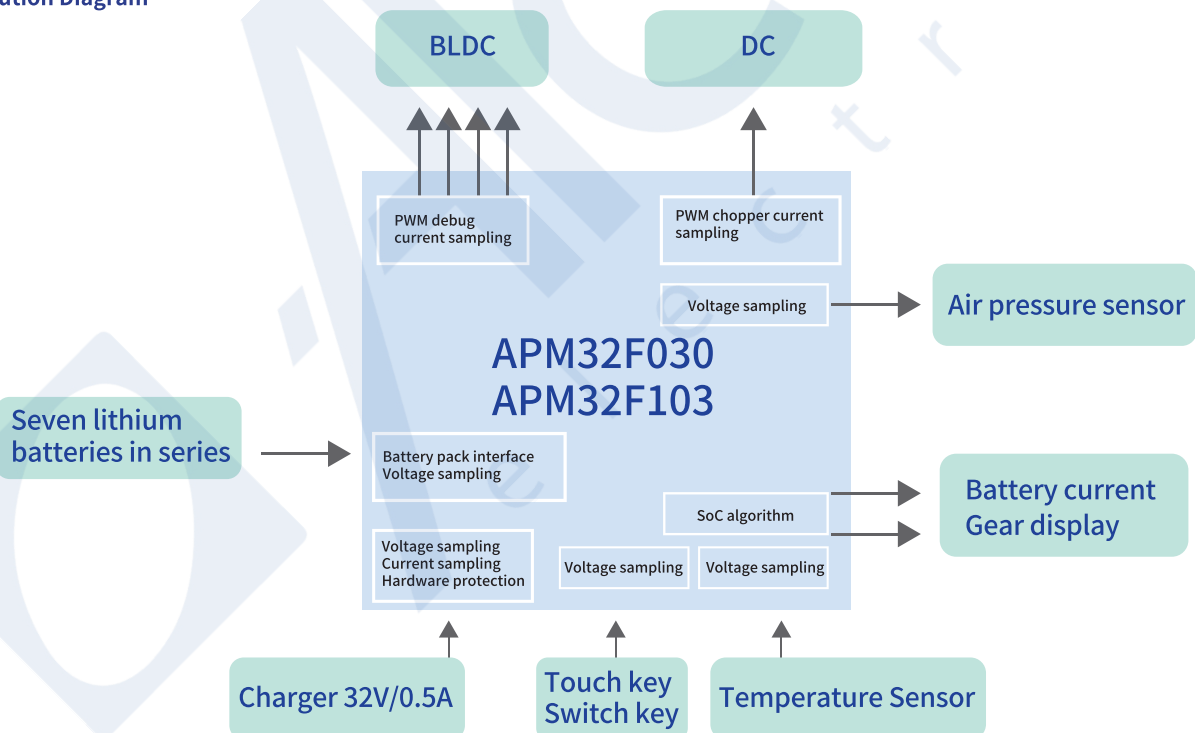 Diagram
BLDC
DC
PWM debug
current sampling
PWM chopper current
sampling
Voltage sampling
Air pressure sensor
APM32F030
APM32F103
Seven lithium
batteries in series
Battery pack interface
Voltage sampling
SoC algorithm
Battery current
Gear display
Voltage sampling
Current sampling
Hardware protection
Voltage sampling
Voltage sampling
Charger 32V/0.5A
Touch key
Switch key
Temperature Sensor